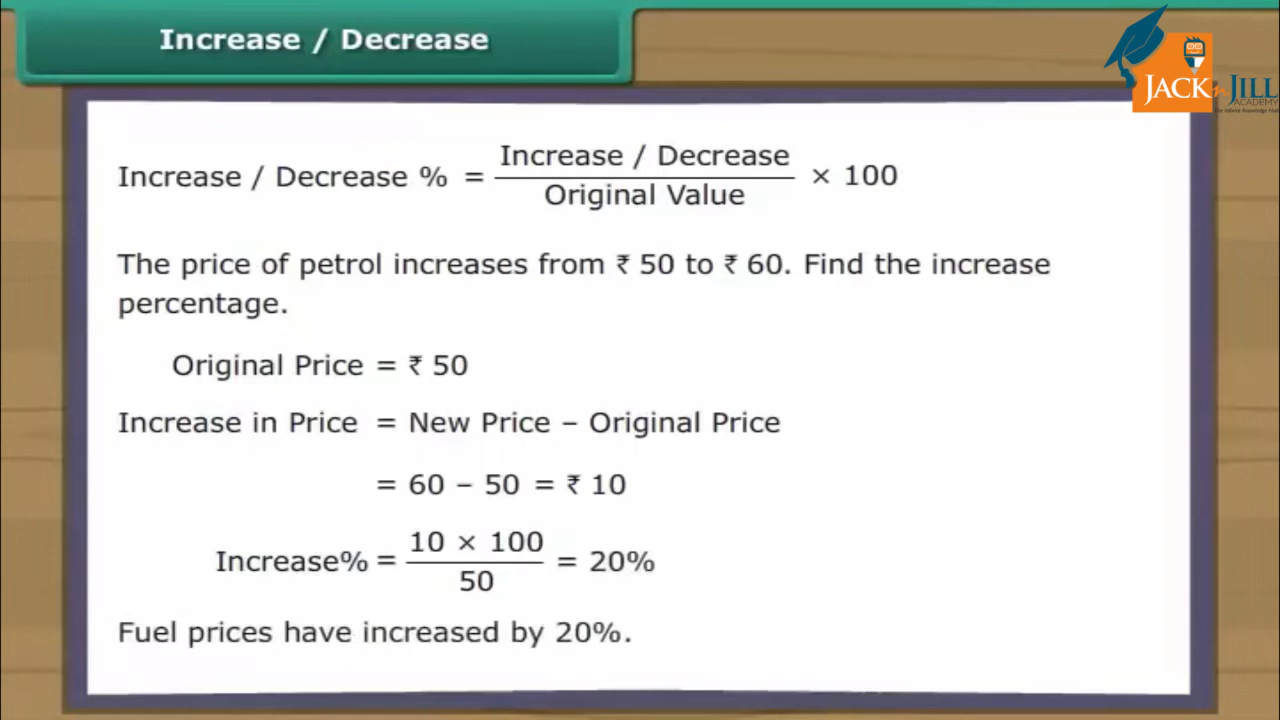 Increase / Decrease
JACK n JILL
ACADEMY
Increase / Decrease % = Increase / Decrease / Original Value × 100
The price of petrol increases from ₹ 50 to ₹ 60. Find the increase
percentage.
Original Price = ₹ 50
Increase in Price = New Price – Original Price
= 60 – 50 = ₹ 10
Increase% = 10 × 100 / 50 = 20%
Fuel prices have increased by 20%.